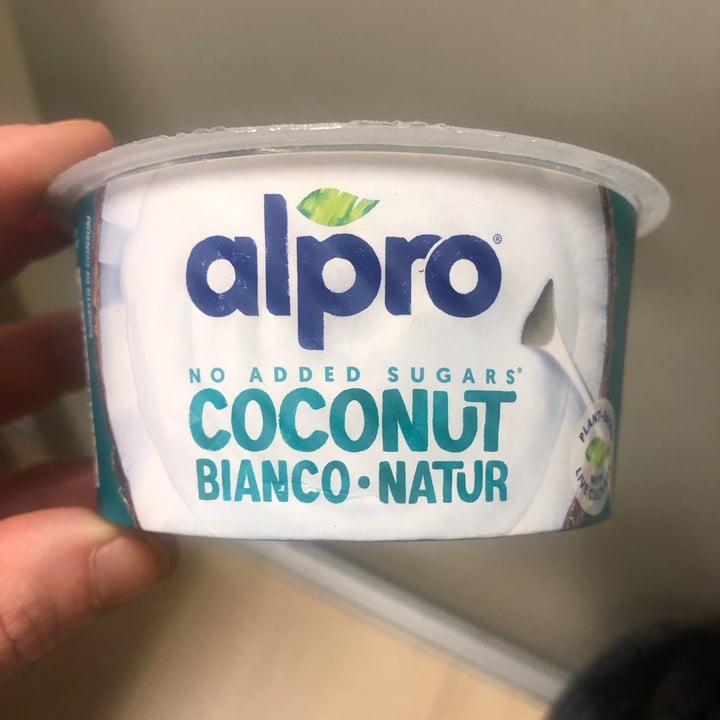 alpro®
NO ADDED SUGARS*
COCONUT
BIANCO • NATUR